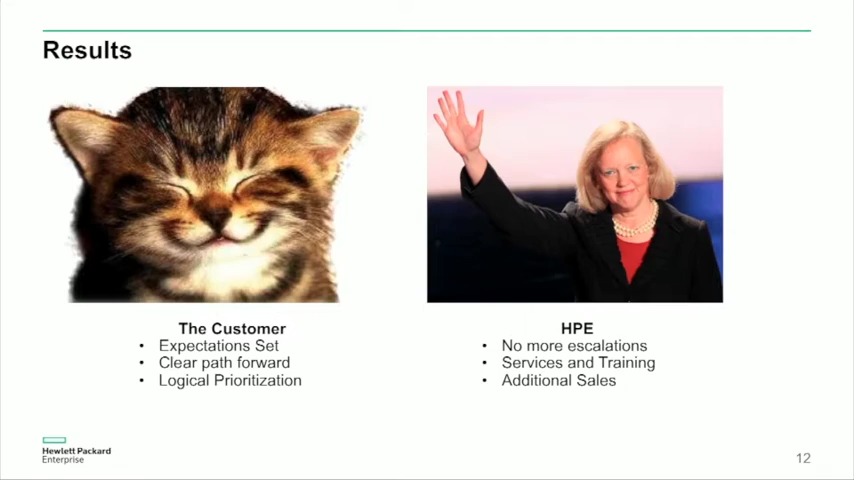 Results
The Customer
• Expectations Set
• Clear path forward
• Logical Prioritization
HPE
• No more escalations
• Services and Training
• Additional Sales
Hewlett Packard
Enterprise
12